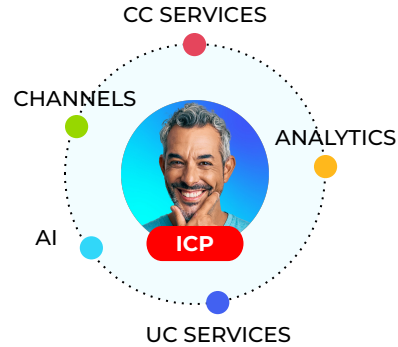 CC SERVICES
CHANNELS
ANALYTICS
ICP
AI
UC SERVICES